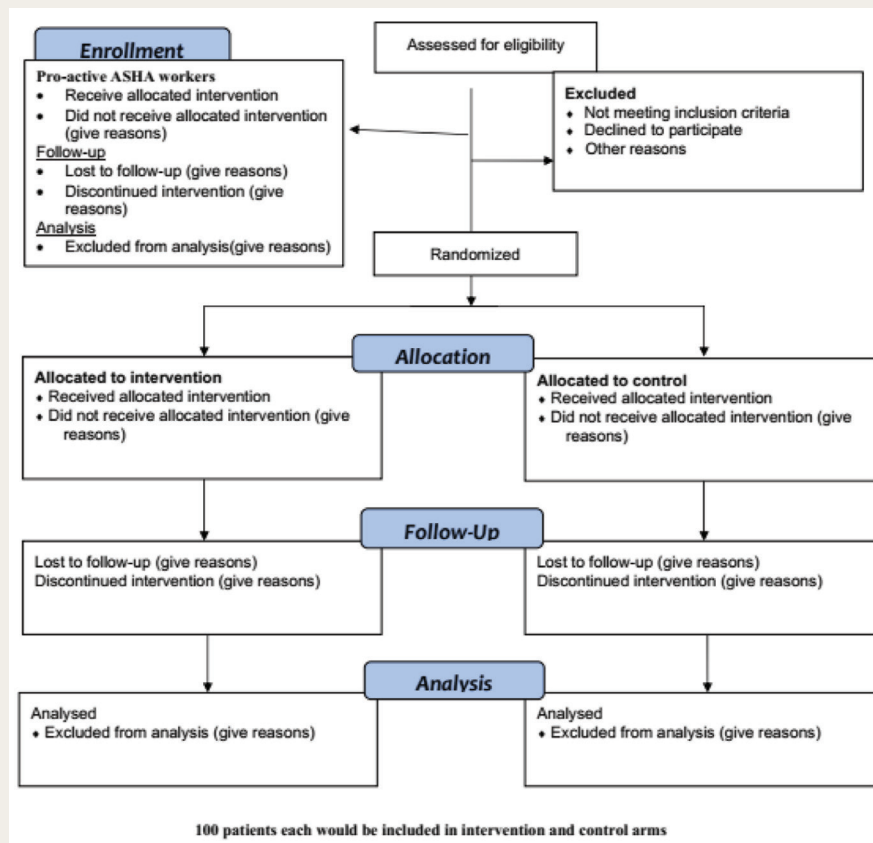 Enrollment
Assessed for eligibility
Pro-active ASHA workers
• Receive allocated intervention
• Did not receive allocated intervention
(give reasons)
Follow-up
• Lost to follow-up (give reasons)
• Discontinued intervention (give
reasons)
Analysis
• Excluded from analysis(give reasons)
Excluded
♦ Not meeting inclusion criteria
♦ Declined to participate
♦ Other reasons
Randomized
Allocation
Allocated to intervention
♦ Received allocated intervention
♦ Did not receive allocated intervention (give
reasons)
Allocated to control
♦ Received allocated intervention
♦ Did not receive allocated intervention (give
reasons)
Follow-Up
Lost to follow-up (give reasons)
Discontinued intervention (give reasons)
Lost to follow-up (give reasons)
Discontinued intervention (give reasons)
Analysis
Analysed
♦ Excluded from analysis (give reasons)
Analysed
♦ Excluded from analysis (give reasons)
100 patients each would be included in intervention and control arms